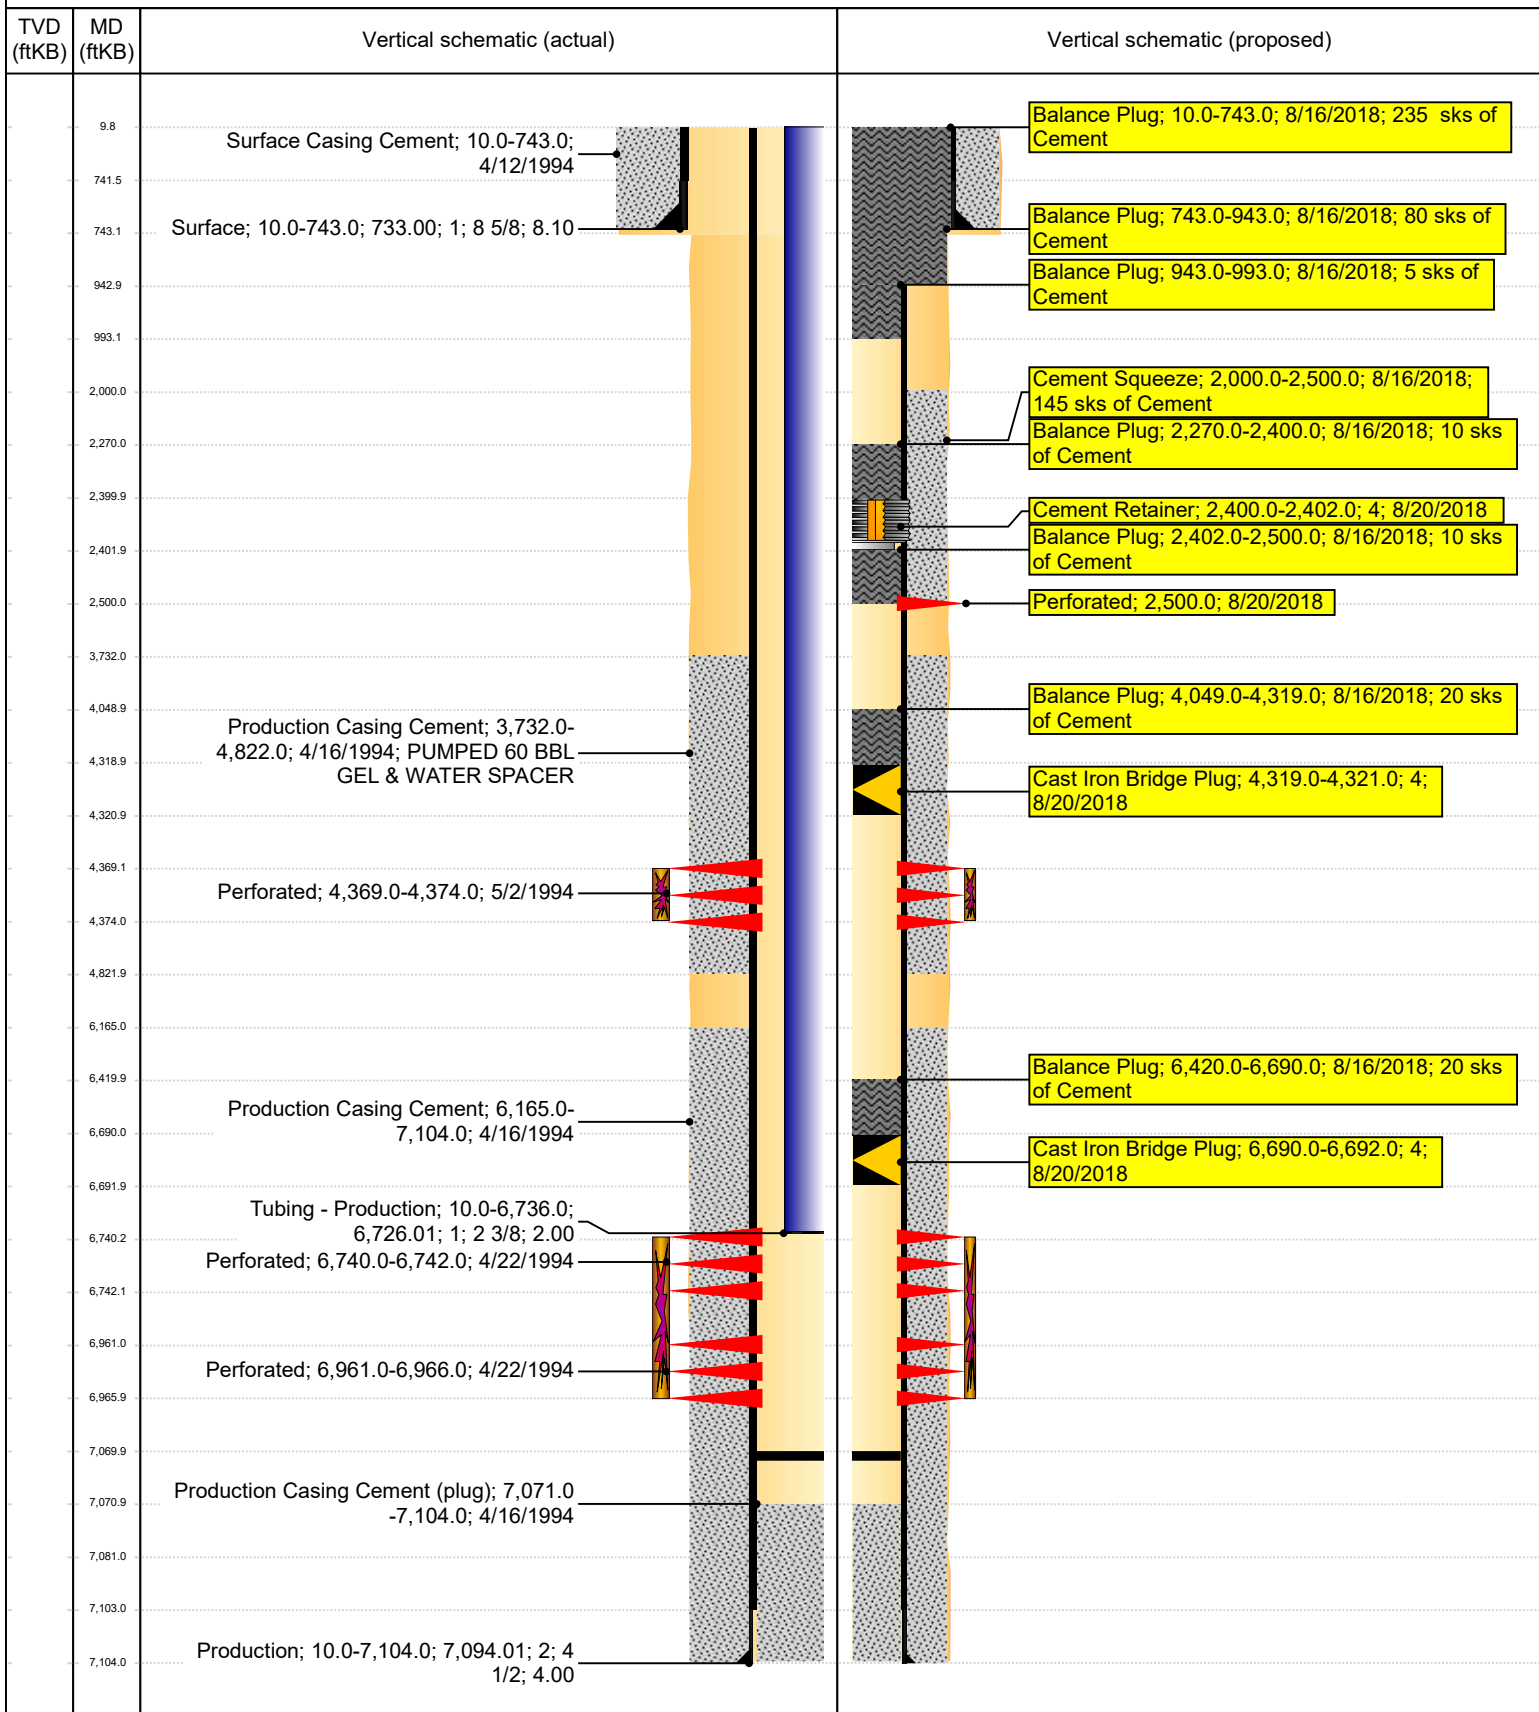 TVD
(ftKB)
MD
(ftKB)
Vertical schematic (actual)
Vertical schematic (proposed)
9.8
741.5
743.1
942.9
993.1
2,000.0
2,270.0
2,399.9
2,401.9
2,500.0
3,732.0
4,048.9
4,318.9
4,320.9
4,369.1
4,374.0
4,821.9
6,165.0
6,419.9
6,690.0
6,691.9
6,740.2
6,742.1
6,961.0
6,965.9
7,069.9
7,070.9
7,081.0
7,103.0
7,104.0
Surface Casing Cement; 10.0-743.0;
4/12/1994
Surface; 10.0-743.0; 733.00; 1; 8 5/8; 8.10
Production Casing Cement; 3,732.0-
4,822.0; 4/16/1994; PUMPED 60 BBL
GEL & WATER SPACER
Perforated; 4,369.0-4,374.0; 5/2/1994
Production Casing Cement; 6,165.0-
7,104.0; 4/16/1994
Tubing - Production; 10.0-6,736.0;
6,726.01; 1; 2 3/8; 2.00
Perforated; 6,740.0-6,742.0; 4/22/1994
Perforated; 6,961.0-6,966.0; 4/22/1994
Production Casing Cement (plug); 7,071.0
-7,104.0; 4/16/1994
Production; 10.0-7,104.0; 7,094.01; 2; 4
1/2; 4.00
Balance Plug; 10.0-743.0; 8/16/2018; 235 sks of
Cement
Balance Plug; 743.0-943.0; 8/16/2018; 80 sks of
Cement
Balance Plug; 943.0-993.0; 8/16/2018; 5 sks of
Cement
Cement Squeeze; 2,000.0-2,500.0; 8/16/2018;
145 sks of Cement
Balance Plug; 2,270.0-2,400.0; 8/16/2018; 10 sks
of Cement
Cement Retainer; 2,400.0-2,402.0; 4; 8/20/2018
Balance Plug; 2,402.0-2,500.0; 8/16/2018; 10 sks
of Cement
Perforated; 2,500.0; 8/20/2018
Balance Plug; 4,049.0-4,319.0; 8/16/2018; 20 sks
of Cement
Cast Iron Bridge Plug; 4,319.0-4,321.0; 4;
8/20/2018
Balance Plug; 6,420.0-6,690.0; 8/16/2018; 20 sks
of Cement
Cast Iron Bridge Plug; 6,690.0-6,692.0; 4;
8/20/2018